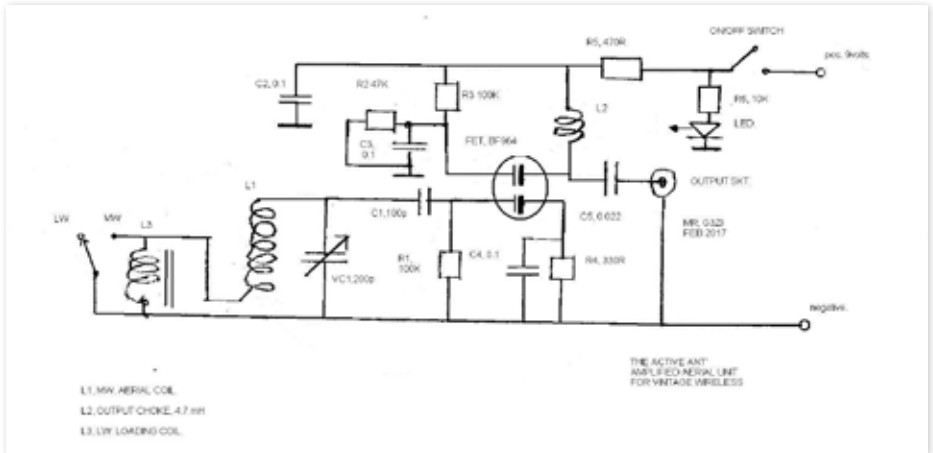 ON/OFF SWITCH
R5, 470R
pos, 9volts.
C2, 0.1
R2 47K
R3 100K
L2
R6, 10K
LED
C3,
0.1
FET, BF964
OUTPUT SKT.
L1
C1,100p
C5, 0.022
LW
MW
L3
MR,
FEB 2017
R1,
100K
C4, 0.1
R4, 330R
VC1,200p
negative.
THE ACTIVE ANT
AMPLIFIED AERIAL UNIT
FOR VINTAGE WIRELESS
L1, MW, AERIAL COIL,
L2, OUTPUT CHOKE, 4.7 mH
L3, LW LOADING COIL,